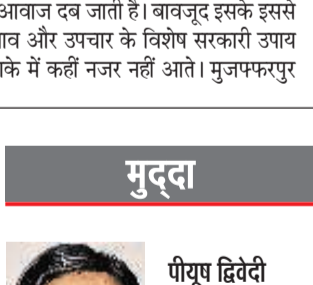 आवाज दब जाती है। बावजूद इसके इससे
और उपचार के विशेष सरकारी उपाय
में कहीं नजर नहीं आते। मुजफ्फरपुर
मुद्दा
पीयूष द्विवेदी